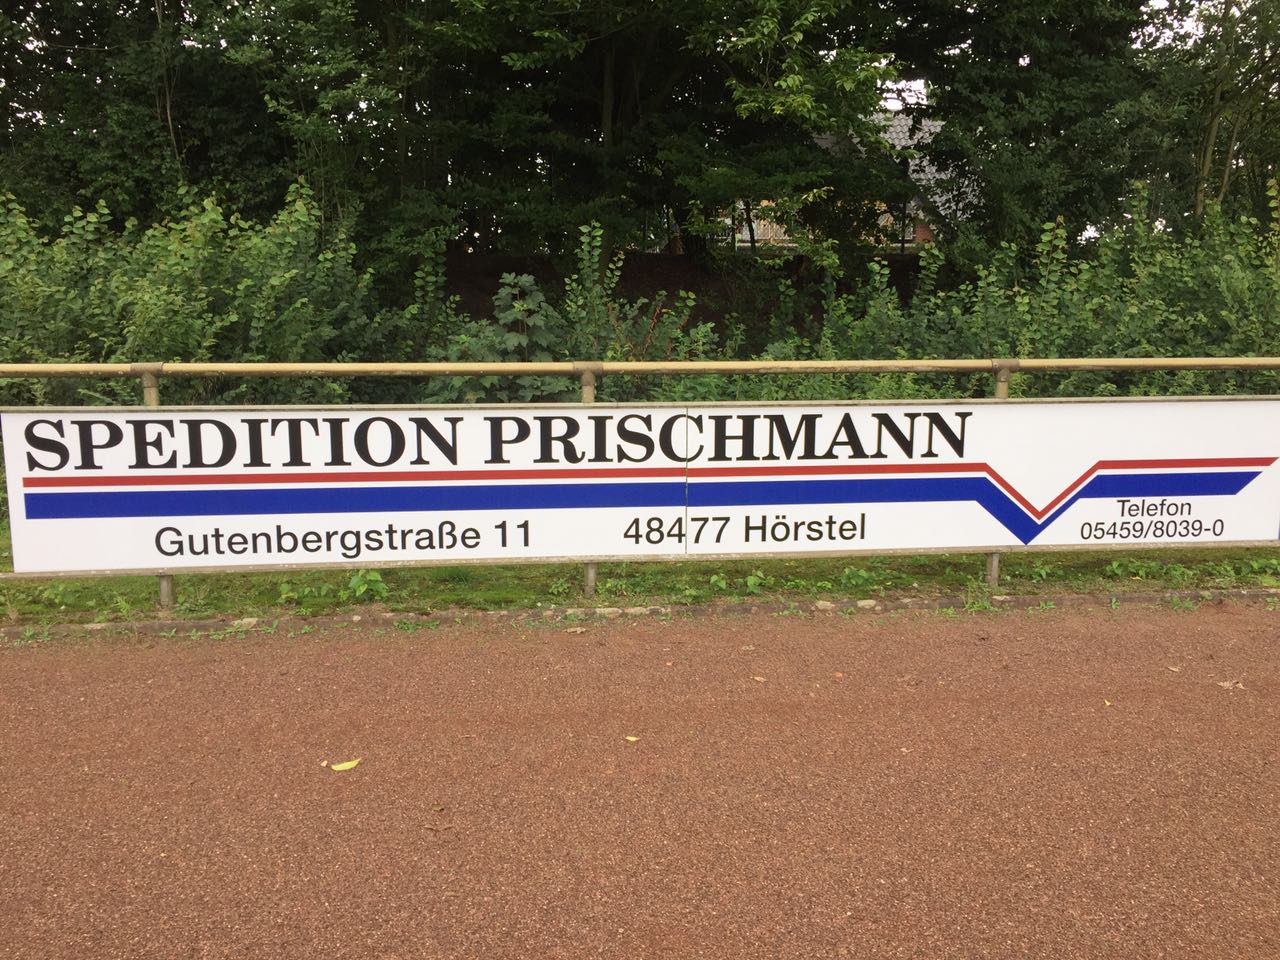 SPEDITION PRISCHMANN
Gutenbergstraße 11 48477 Hörstel
Telefon
05459/8039-0